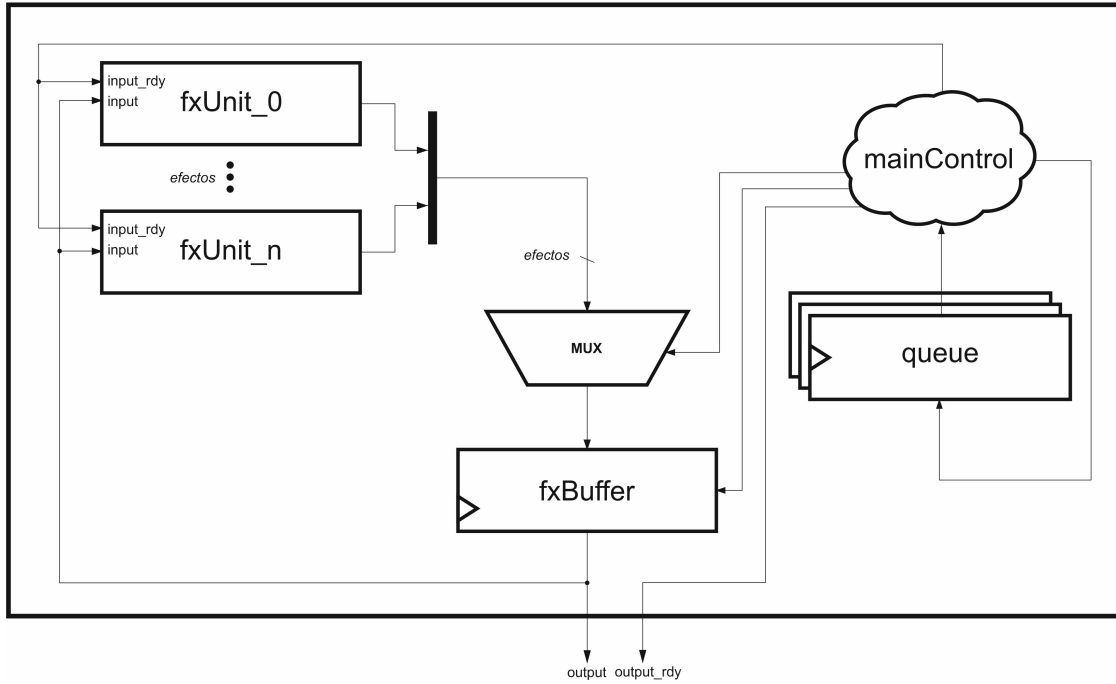 input_rdy
input
fxUnit_0
efectos
input_rdy
input
fxUnit_n
mainControl
efectos
MUX
queue
fxBuffer
output
output_rdy